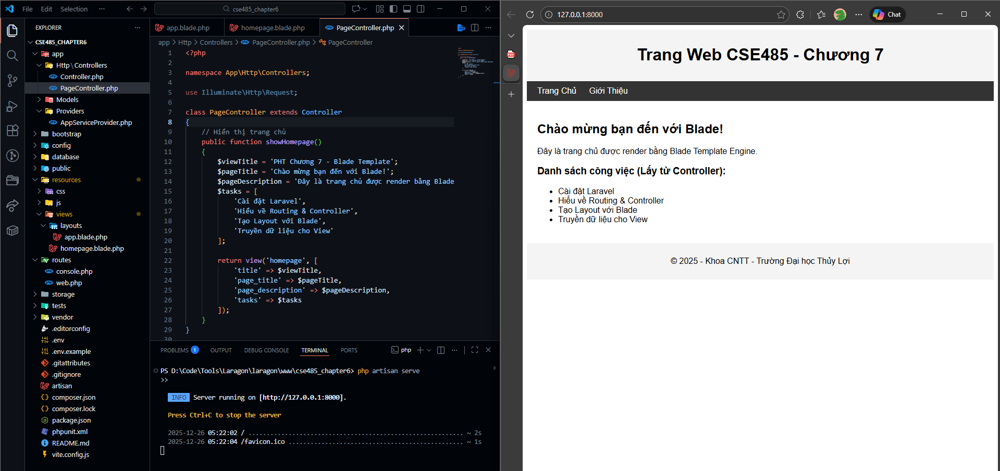 File Edit Selection ··· cse485_chapter6
EXPLORER
CSE485_CHAPTER6
app
Http\Controllers
Controller.php
PageController.php
Models
Providers
AppServiceProvider.php
bootstrap
config
database
public
resources
css
js
views
layouts
app.blade.php
homepage.blade.php
routes
console.php
web.php
storage
tests
vendor
.editorconfig
.env
.env.example
.gitattributes
.gitignore
artisan
composer.json
composer.lock
package.json
phpunit.xml
README.md
vite.config.js
app.blade.php homepage.blade.php PageController.php
app > Http > Controllers > PageController.php > PageController
1 <?php
2
3 namespace App\Http\Controllers;
4
5 use Illuminate\Http\Request;
6
7 class PageController extends Controller
8 {
9 // Hiển thị trang chủ
10 public function showHomepage()
11 {
12 $viewTitle = 'PHT Chương 7 - Blade Template';
13 $pageTitle = 'Chào mừng bạn đến với Blade!';
14 $pageDescription = 'Đây là trang chủ được render bằng Blade
15 $tasks = [
16 'Cài đặt Laravel',
17 'Hiểu về Routing & Controller',
18 'Tạo Layout với Blade',
19 'Truyền dữ liệu cho View'
20 ];
21
22 return view('homepage', [
23 'title' => $viewTitle,
24 'page_title' => $pageTitle,
25 'page_description' => $pageDescription,
26 'tasks' => $tasks
27 ]);
28 }
29 }
30
PROBLEMS 1 OUTPUT DEBUG CONSOLE TERMINAL PORTS php
PS D:\Code\Tools\Laragon\laragon\www\cse485_chapter6> php artisan serve
>>
INFO Server running on [http://127.0.0.1:8000].
Press Ctrl+C to stop the server
2025-12-26 05:22:02 / ........................................................ ~ 2s
2025-12-26 05:22:04 /favicon.ico ............................................. ~ 1s
127.0.0.1:8000 Chat
Trang Web CSE485 - Chương 7
Trang Chủ Giới Thiệu
Chào mừng bạn đến với Blade!
Đây là trang chủ được render bằng Blade Template Engine.
Danh sách công việc (Lấy từ Controller):
• Cài đặt Laravel
• Hiểu về Routing & Controller
• Tạo Layout với Blade
• Truyền dữ liệu cho View
© 2025 - Khoa CNTT - Trường Đại học Thủy Lợi